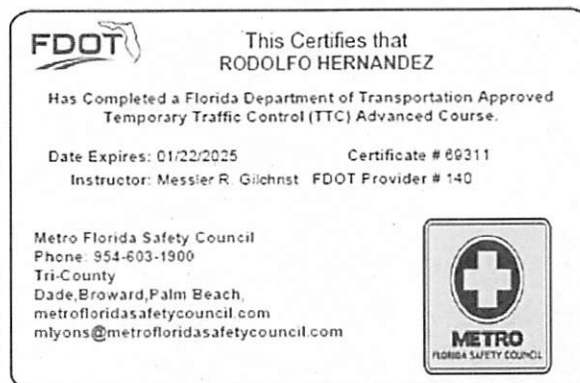 FDOT
This Certifies that
RODOLFO HERNANDEZ
Has Completed a Florida Department of Transportation Approved
Temporary Traffic Control (TTC) Advanced Course.
Date Expires: 01/22/2025 Certificate # 69311
Instructor: Messler R. Gilchnst FDOT Provider # 140
Metro Florida Safety Council
Phone: 954-603-1900
Tri-County
Dade,Broward,Palm Beach,
metrofloridasafetycouncil.com
mlyons@metrofloridasafetycouncil.com
METRO
FLORIDA SAFETY COUNCIL